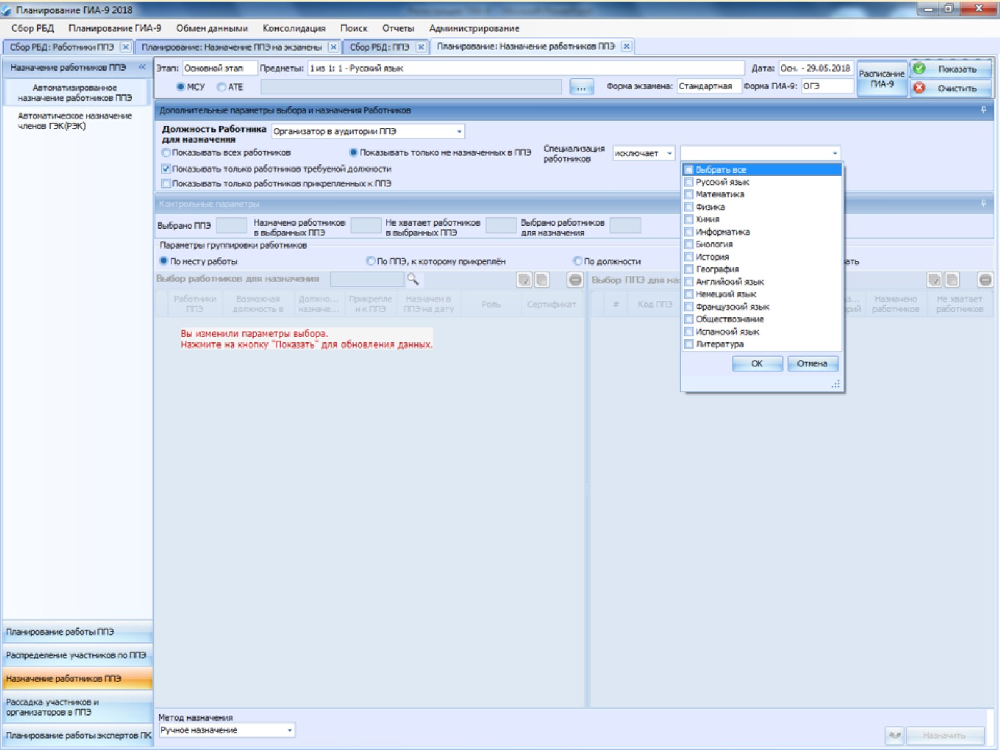 Планирование ГИА-9 2018
Сбор РБД Планирование ГИА-9 Обмен данными Консолидация Поиск Отчеты Администрирование
Сбор РБД: Работники ППЭ Планирование: Назначение ППЭ на экзамены Сбор РБД: ППЭ Планирование: Назначение работников ППЭ
Назначение работников ППЭ «
Автоматизированное
назначение работников ППЭ
Автоматическое назначение
членов ГЭК(РЭК)
Этап: Основной этап Предметы: 1 из 1: 1 - Русский язык Дата: Осн. - 29.05.2018
МСУ АТЕ ... Форма экзамена: Стандартная Форма ГИА-9: ОГЭ
Расписание
ГИА-9
Показать
Очистить
Дополнительные параметры выбора и назначения Работников
Должность Работника
для назначения
Организатор в аудитории ППЭ
Показывать всех работников Показывать только не назначенных в ППЭ
Специализация
работников
исключает
Показывать только работников требуемой должности
Показывать только работников прикрепленных к ППЭ
Выбрать все
Русский язык
Математика
Физика
Химия
Информатика
Биология
История
География
Английский язык
Немецкий язык
Французский язык
Обществознание
Испанский язык
Литература
OK Отмена
Контрольные параметры
Выбрано ППЭ
Назначено работников
в выбранных ППЭ
Не хватает работников
в выбранных ППЭ
Выбрано работников
для назначения
Параметры группировки работников
По месту работы По ППЭ, к которому прикреплён По должности ать
Выбор работников для назначения
Выбор ППЭ для наз
Работники
ППЭ
Возможная
должность в
Должно...
назначе...
Прикрепле
н к ППЭ
Назначен в
ППЭ на дату
Роль
Сертификат
#
Код ППЭ
Назначено
работников
Не хватает
работников
Вы изменили параметры выбора.
Нажмите на кнопку "Показать" для обновления данных.
Планирование работы ППЭ
Распределение участников по ППЭ
Назначение работников ППЭ
Рассадка участников и
организаторов в ППЭ
Планирование работы экспертов ПК
Метод назначения
Ручное назначение
Назначить